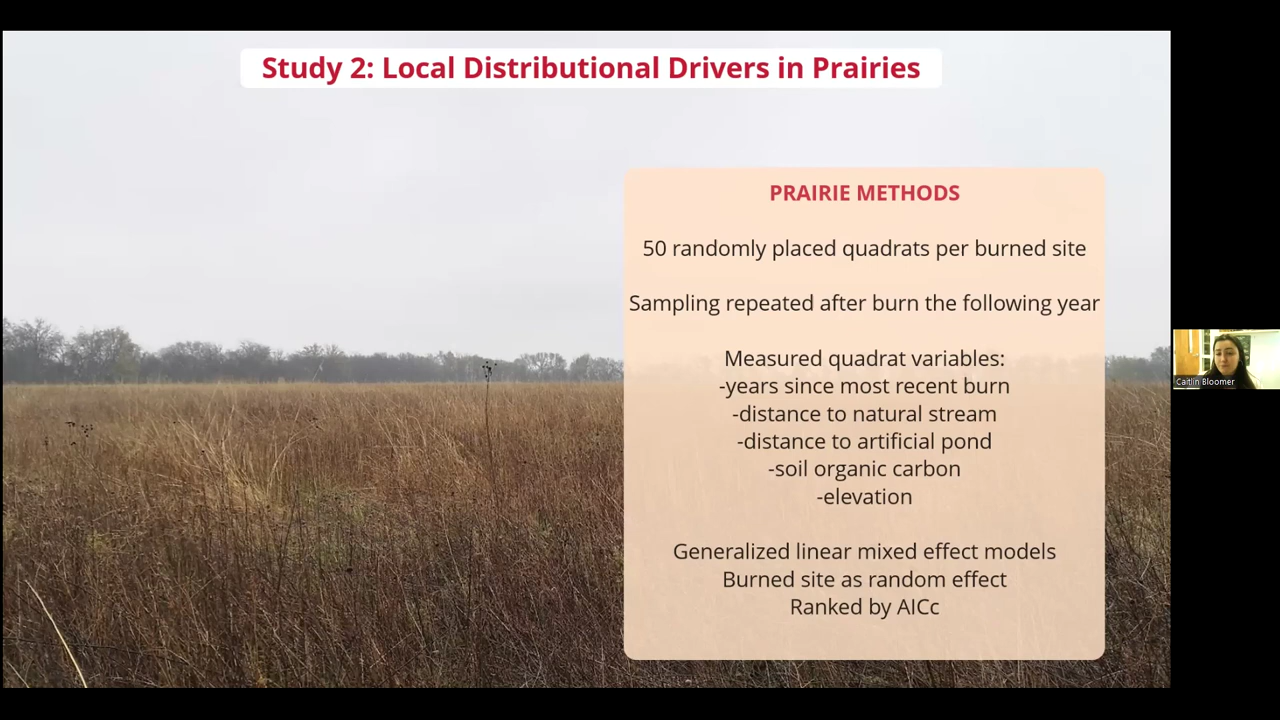 Study 2: Local Distributional Drivers in Prairies
PRAIRIE METHODS
50 randomly placed quadrats per burned site
Sampling repeated after burn the following year
Measured quadrat variables:
-years since most recent burn
-distance to natural stream
-distance to artificial pond
-soil organic carbon
-elevation
Generalized linear mixed effect models
Burned site as random effect
Ranked by AICc
Caitlin Bloomer